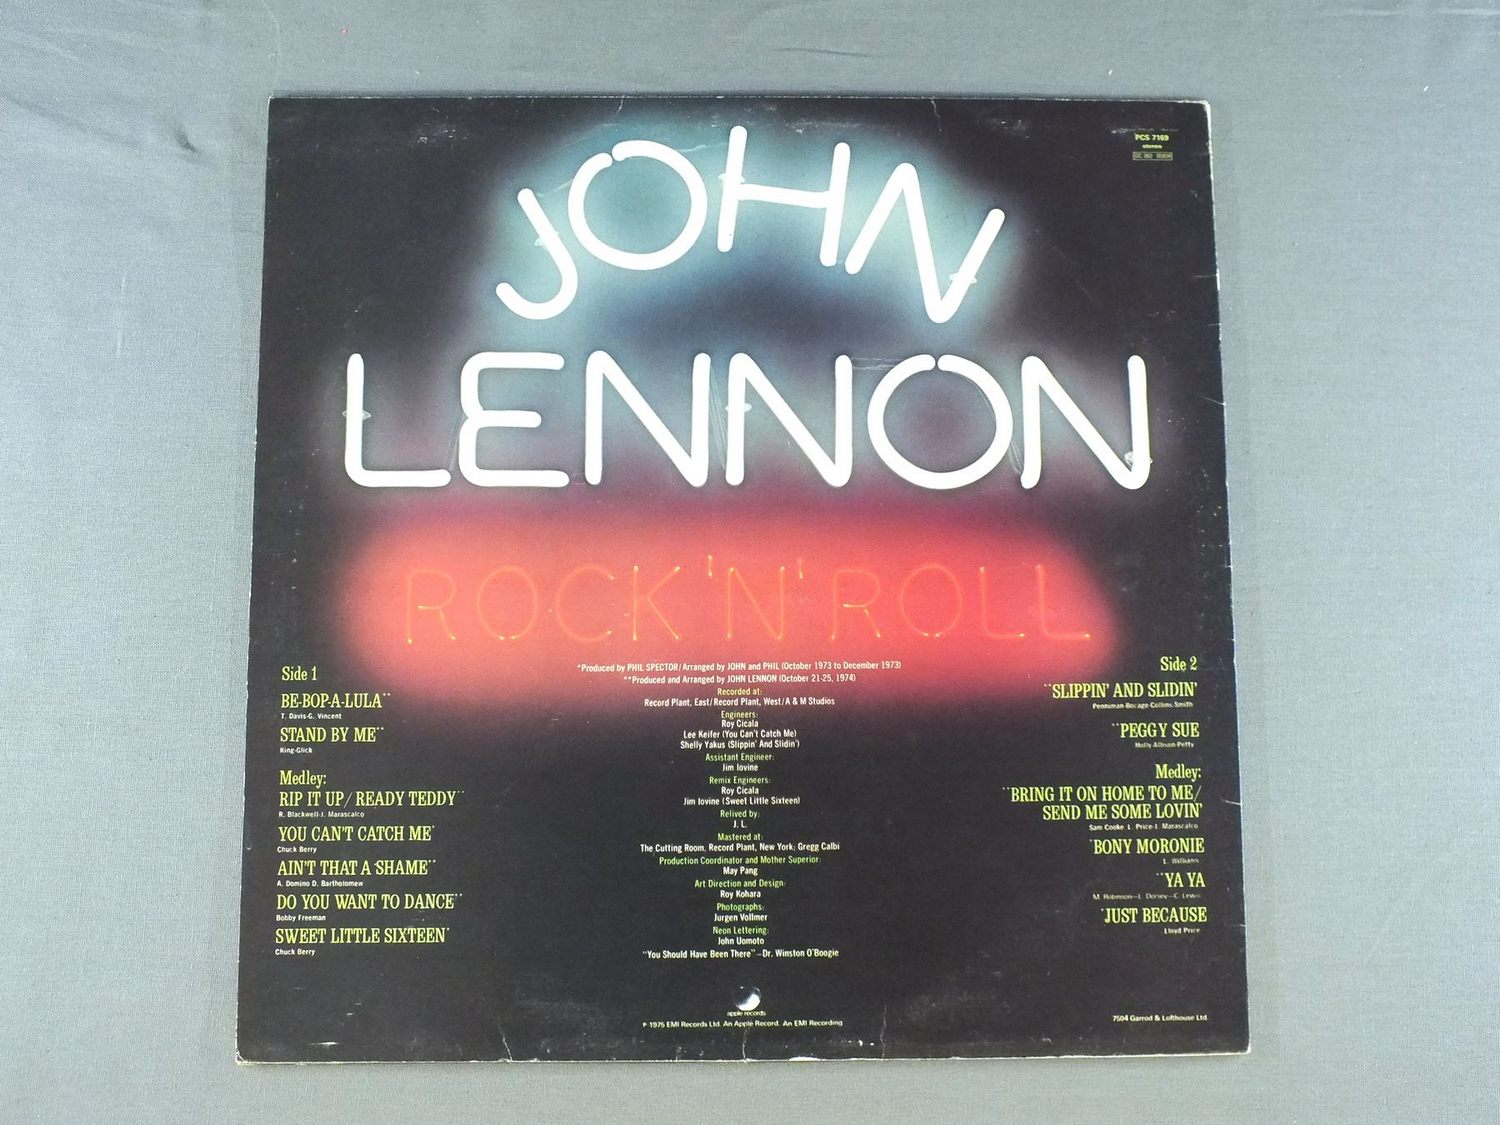 PCS 7169
stereo
JOHN
LENNON
ROCK 'N' ROLL
Side 1
BE-BOP-A-LULA**
T. Davis-G. Vincent
STAND BY ME**
King-Glick
Medley:
RIP IT UP/ READY TEDDY**
R. Blackwell-J. Marascalco
YOU CAN'T CATCH ME*
Chuck Berry
AIN'T THAT A SHAME**
A. Domino D. Bartholomew
DO YOU WANT TO DANCE**
Bobby Freeman
SWEET LITTLE SIXTEEN*
Chuck Berry
*Produced by PHIL SPECTOR/Arranged by JOHN and PHIL (October 1973 to December 1973)
**Produced and Arranged by JOHN LENNON (October 21-25, 1974)
Recorded at:
Record Plant, East/Record Plant, West/A & M Studios
Engineers:
Roy Cicala
Lee Keifer (You Can't Catch Me)
Shelly Yakus (Slippin' And Slidin')
Assistant Engineer:
Jim Iovine
Remix Engineers:
Roy Cicala
Jim Iovine (Sweet Little Sixteen)
Relived by:
J. L.
Mastered at:
The Cutting Room, Record Plant, New York: Gregg Calbi
Production Coordinator and Mother Superior:
May Pang
Art Direction and Design:
Roy Kohara
Photographs:
Jurgen Vollmer
Neon Lettering:
John Uomoto
"You Should Have Been There" –Dr. Winston O'Boogie
apple records
P 1975 EMI Records Ltd. An Apple Record. An EMI Recording
Side 2
**SLIPPIN' AND SLIDIN'
Penniman-Bocage-Collins-Smith
**PEGGY SUE
Holly-Allison-Petty
Medley:
**BRING IT ON HOME TO ME/
SEND ME SOME LOVIN'
Sam Cooke L. Price-J. Marascalco
*BONY MORONIE
L. Williams
**YA YA
M. Robinson-L. Dorsey-C. Lewis
*JUST BECAUSE
Lloyd Price
7504 Garrod & Lofthouse Ltd.